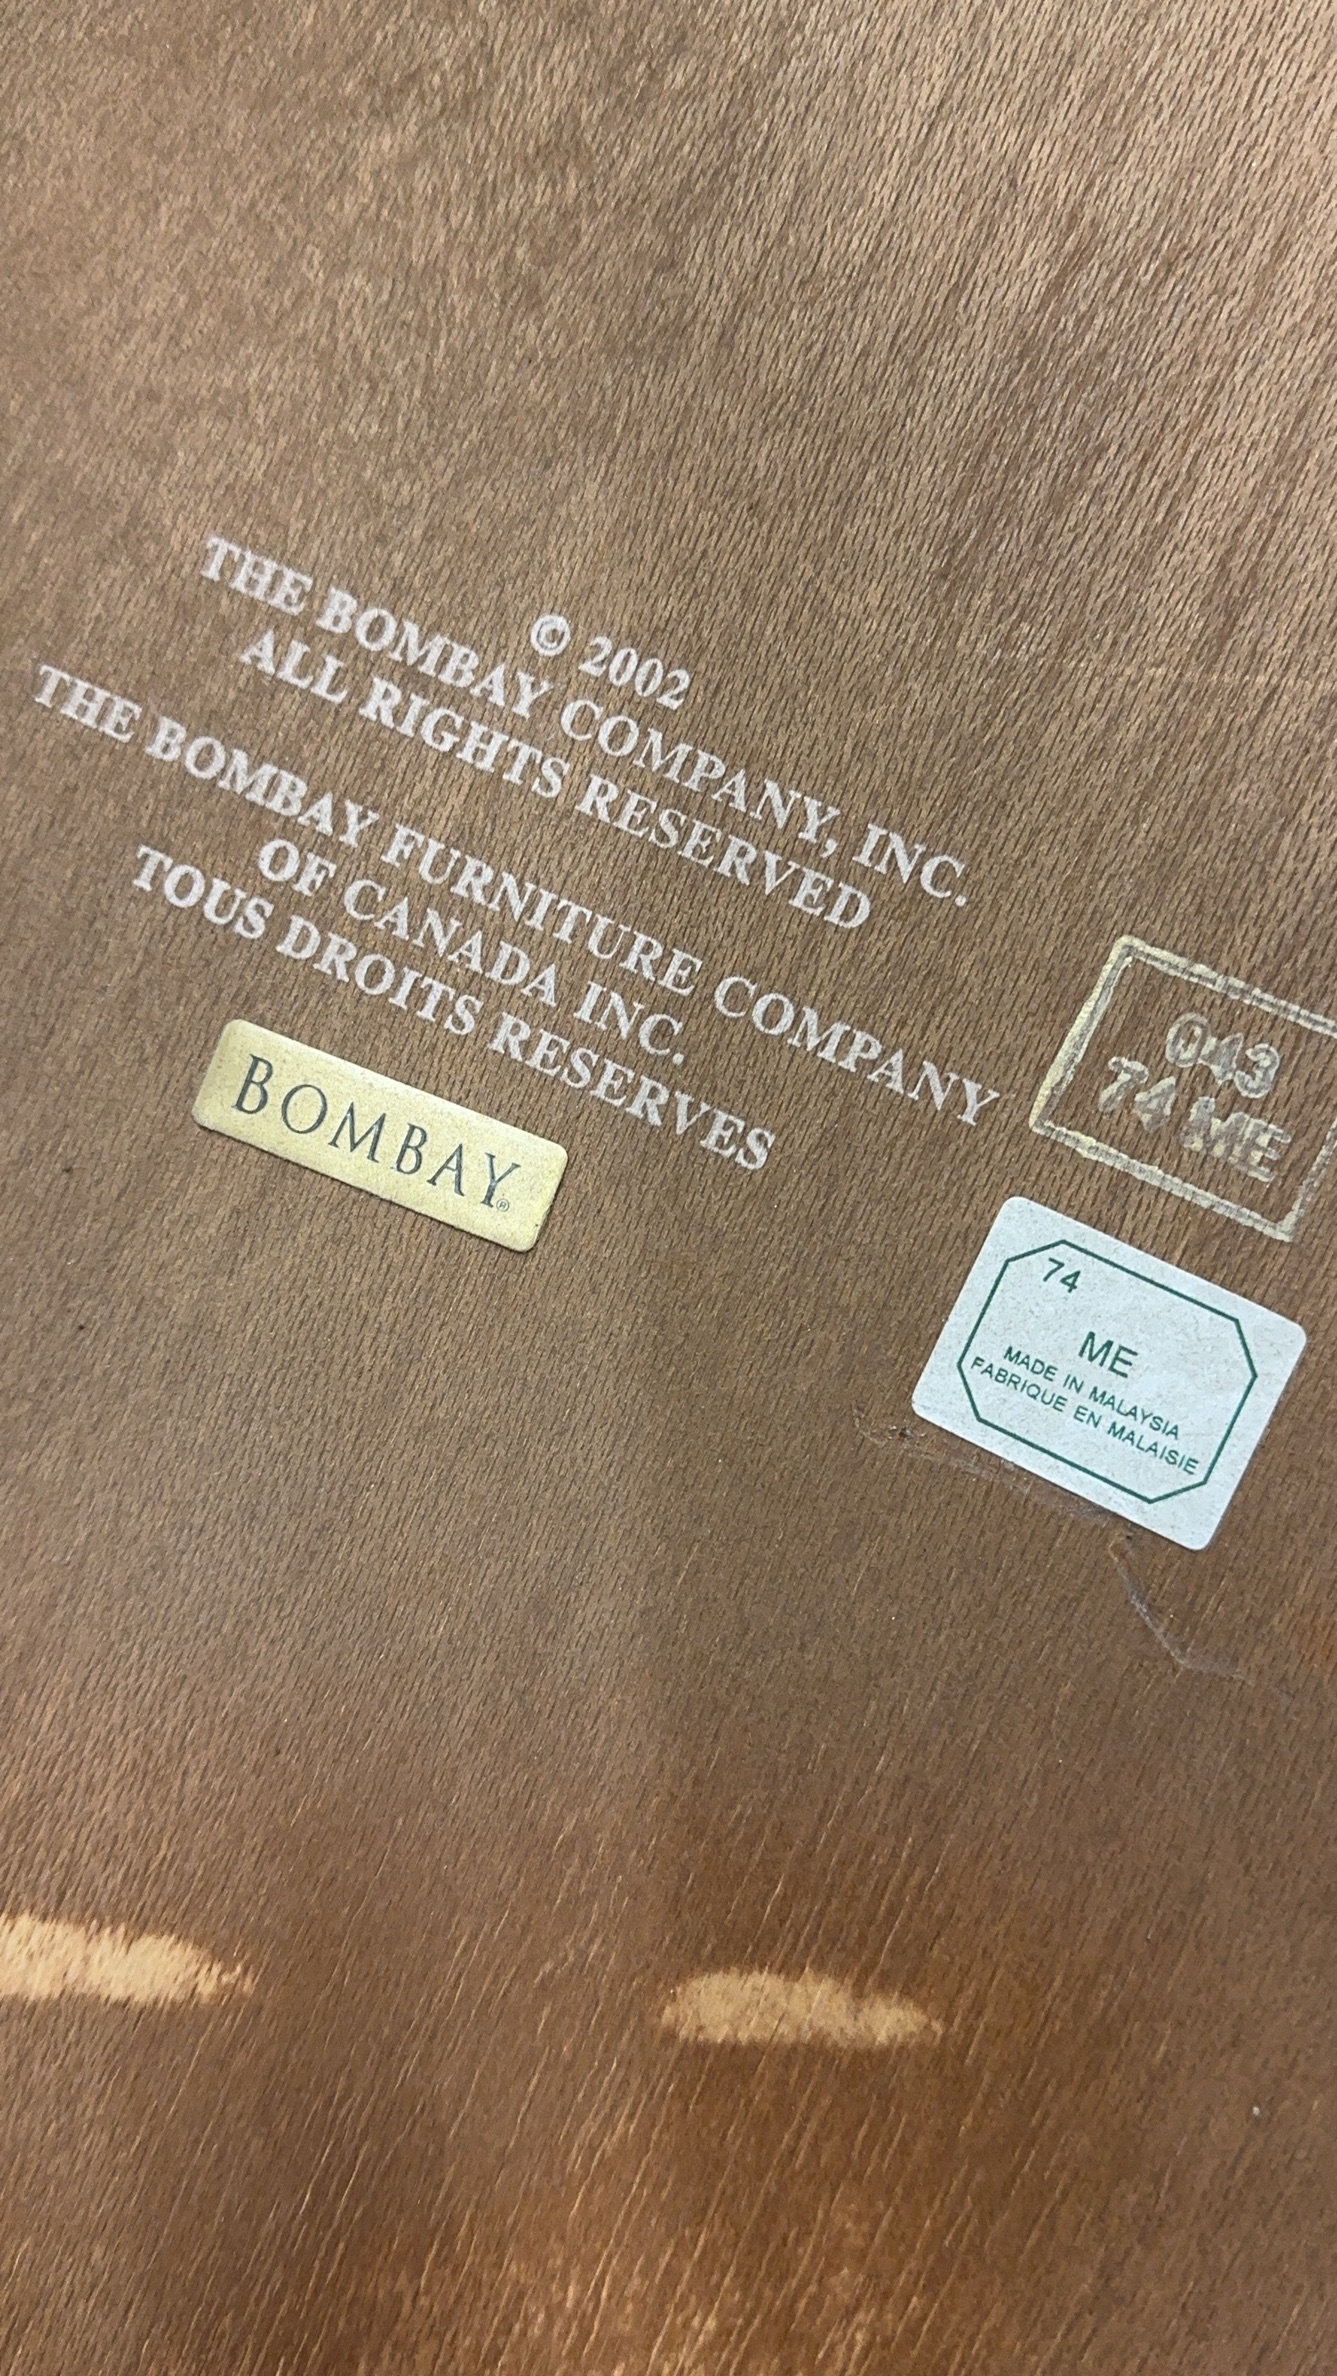 © 2002
THE BOMBAY COMPANY, INC.
ALL RIGHTS RESERVED
THE BOMBAY FURNITURE COMPANY
OF CANADA INC.
TOUS DROITS RESERVES
BOMBAY®
043
74 ME
74
ME
MADE IN MALAYSIA
FABRIQUE EN MALAISIE